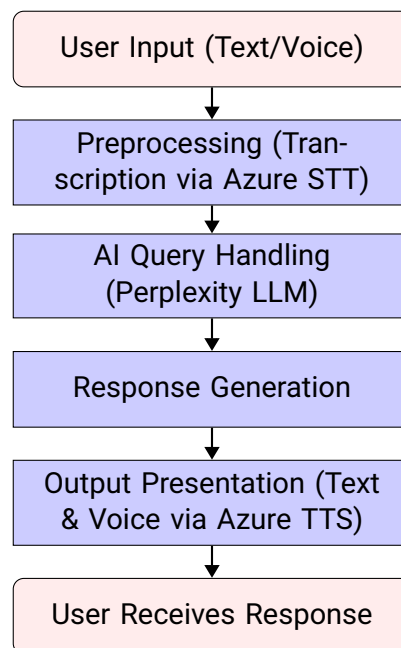 User Input (Text/Voice)
Preprocessing (Tran-
scription via Azure STT)
AI Query Handling
(Perplexity LLM)
Response Generation
Output Presentation (Text
& Voice via Azure TTS)
User Receives Response